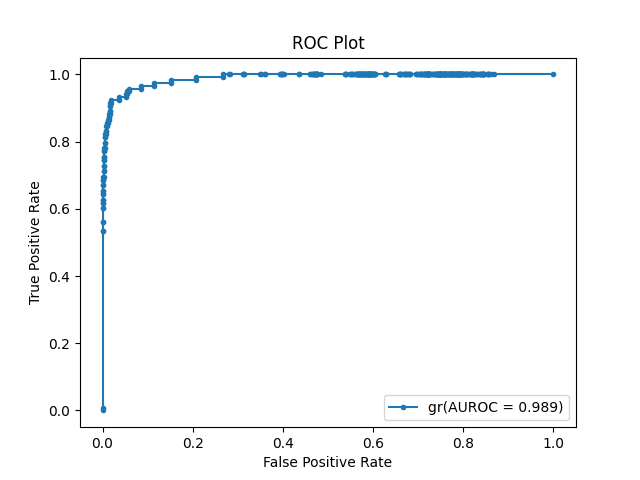 ROC Plot
1.0
0.8
0.6
0.4
0.2
0.0
True Positive Rate
gr(AUROC = 0.989)
0.0 0.2 0.4 0.6 0.8 1.0
False Positive Rate